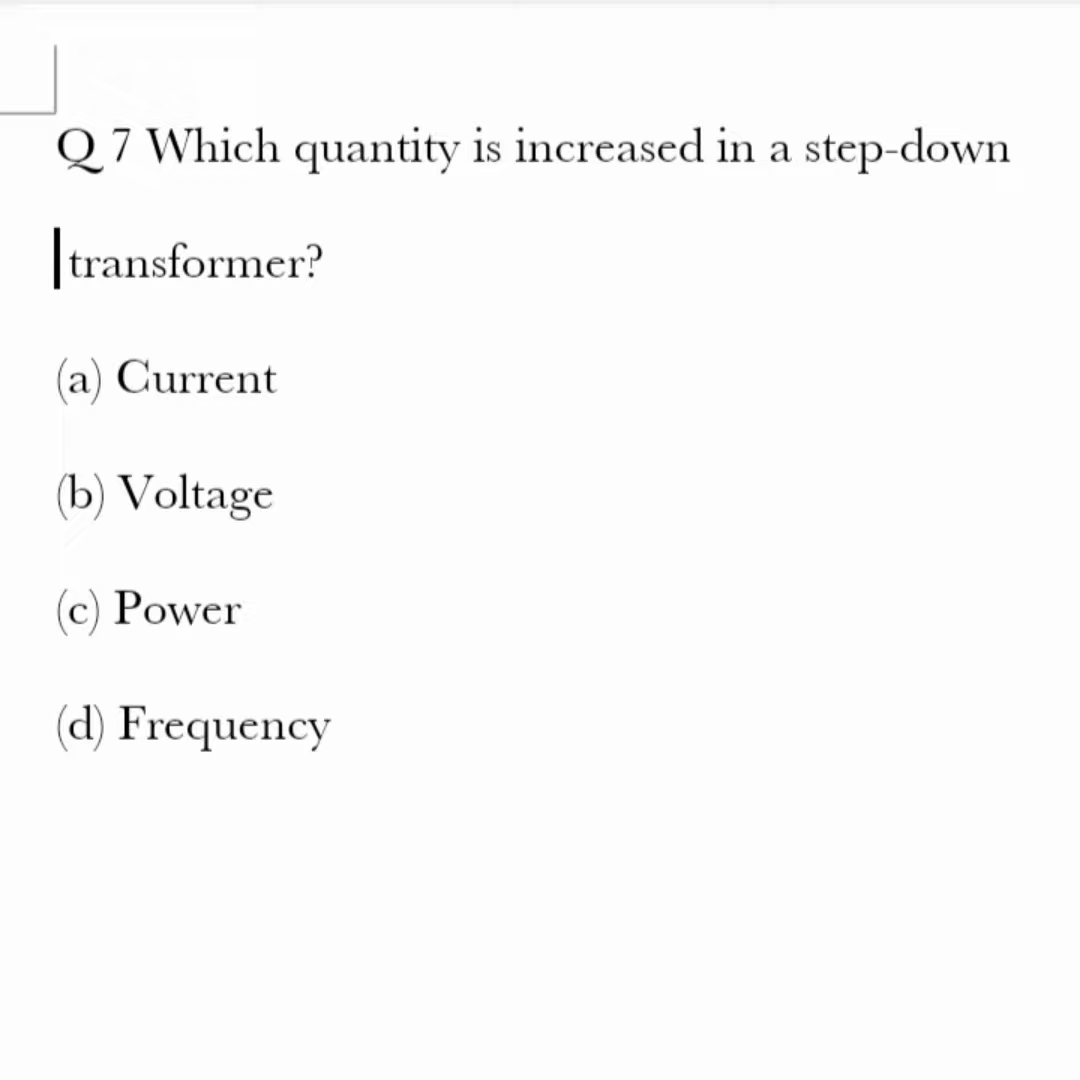 Q 7 Which quantity is increased in a step-down
transformer?
(a) Current
(b) Voltage
(c) Power
(d) Frequency